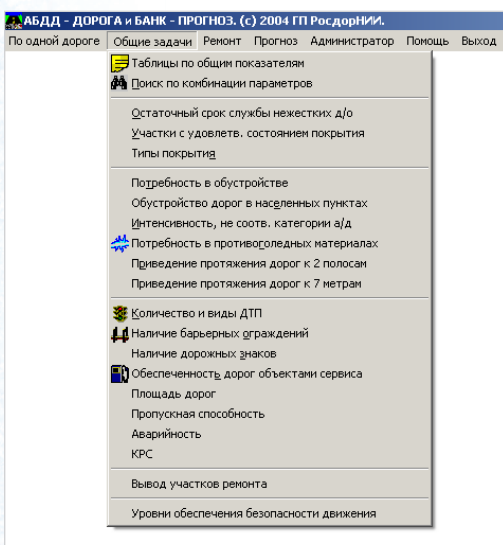 АБДД - ДОРОГА и БАНК - ПРОГНОЗ. (c) 2004 ГП РосдорНИИ.
По одной дороге Общие задачи Ремонт Прогноз Администратор Помощь Выход
Таблицы по общим показателям
Поиск по комбинации параметров
Остаточный срок службы нежестких д/о
Участки с удовлетв. состоянием покрытия
Типы покрытия
Потребность в обустройстве
Обустройство дорог в населенных пунктах
Интенсивность, не соотв. категории а/д
Потребность в противогололедных материалах
Приведение протяжения дорог к 2 полосам
Приведение протяжения дорог к 7 метрам
Количество и виды ДТП
Наличие барьерных ограждений
Наличие дорожных знаков
Обеспеченность дорог объектами сервиса
Площадь дорог
Пропускная способность
Аварийность
КРС
Вывод участков ремонта
Уровни обеспечения безопасности движения